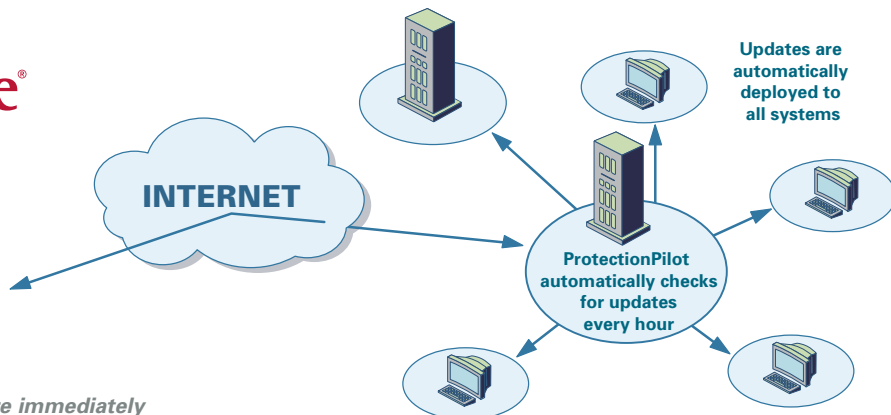 e®
Updates are
automatically
deployed to
all systems
INTERNET
ProtectionPilot
automatically checks
for updates
every hour
e immediately